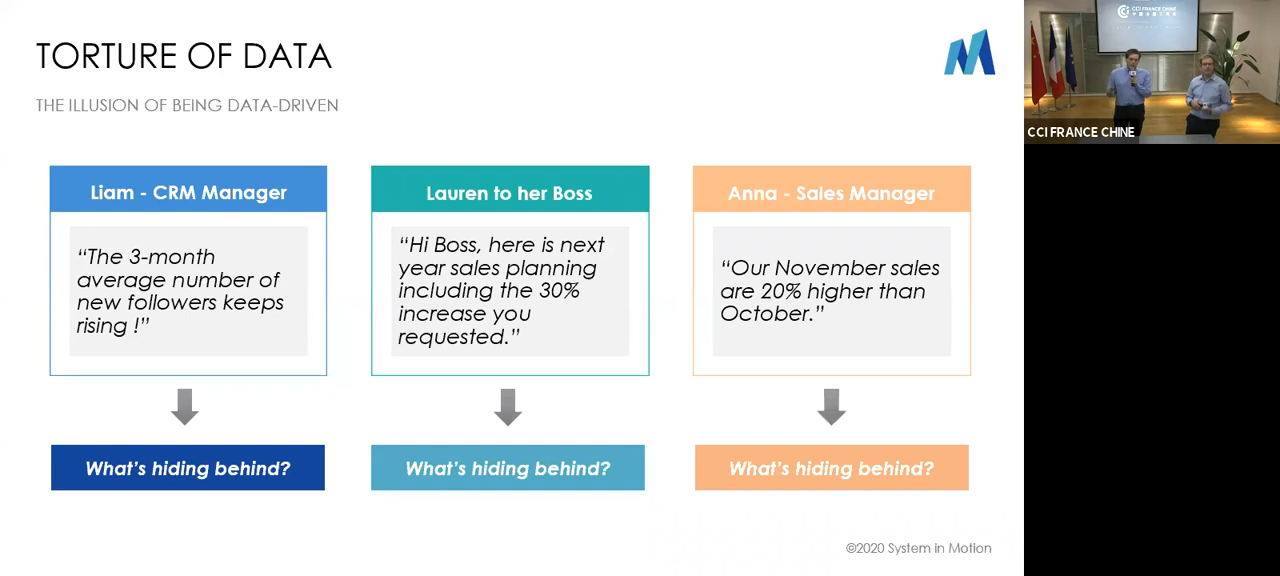 TORTURE OF DATA
THE ILLUSION OF BEING DATA-DRIVEN
Liam - CRM Manager
“The 3-month
average number of
new followers keeps
rising !”
What’s hiding behind?
Lauren to her Boss
“Hi Boss, here is next
year sales planning
including the 30%
increase you
requested.”
What’s hiding behind?
Anna - Sales Manager
“Our November sales
are 20% higher than
October.”
What’s hiding behind?
©2020 System in Motion
CCI FRANCE CHINE
CCI FRANCE CHINE